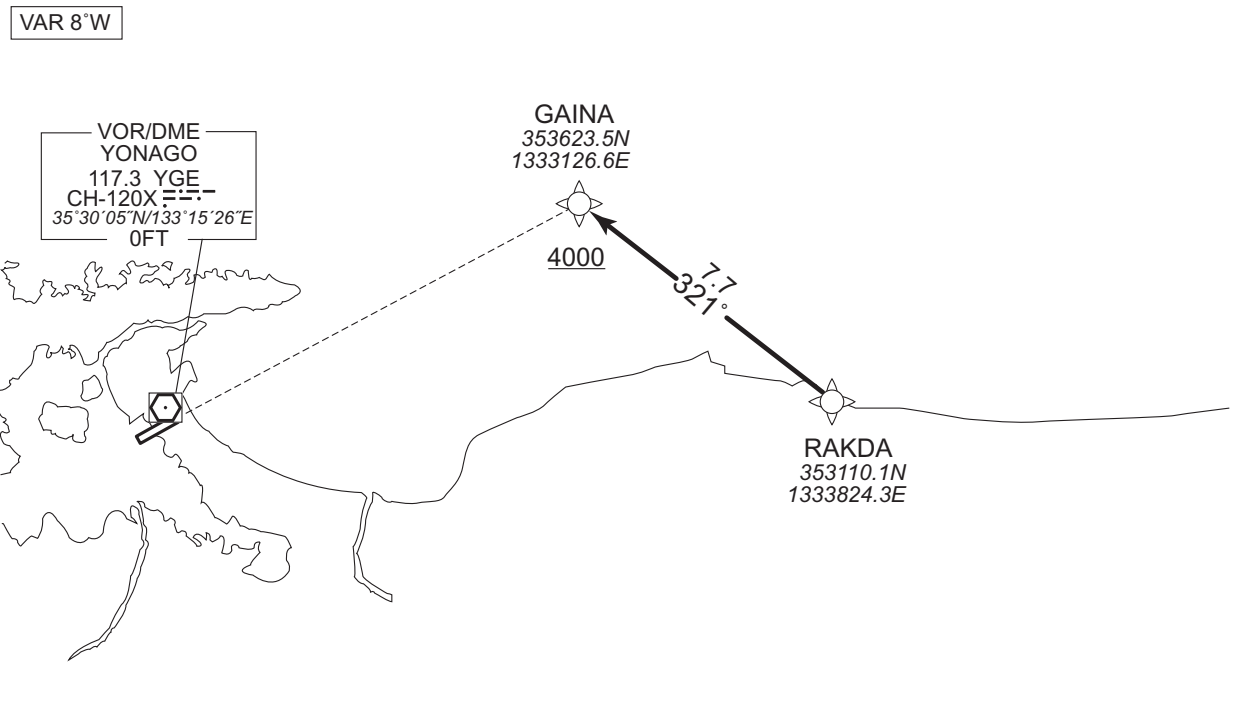 VAR 8°W
GAINA
353623.5N
1333126.6E
VOR/DME
YONAGO
117.3 YGE
CH-120X
35°30´05˝N/133°15´26˝E
0FT
4000
7.7
321°
RAKDA
353110.1N
1333824.3E